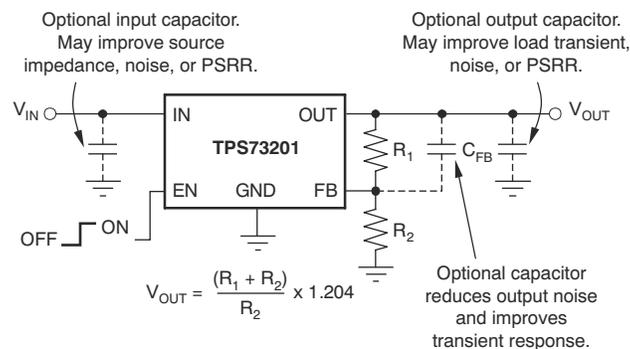 Optional input capacitor.
May improve source
impedance, noise, or PSRR.
Optional output capacitor.
May improve load transient,
noise, or PSRR.
VIN
IN
OUT
VOUT
TPS73201
R1
CFB
EN
GND
FB
OFF
ON
R2
VOUT = (R1 + R2) / R2 x 1.204
Optional capacitor
reduces output noise
and improves
transient response.